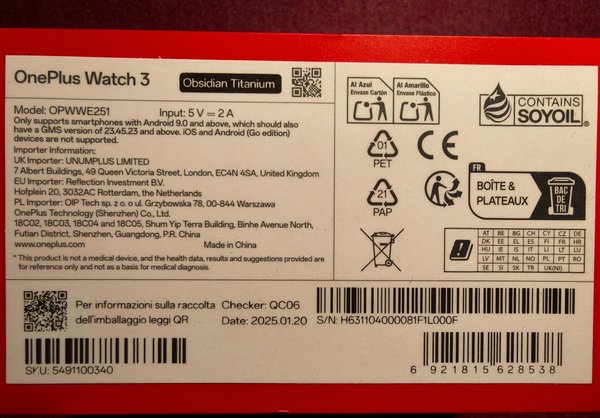 OnePlus Watch 3
Obsidian Titanium
Model: OPWWE251 Input: 5 V⎓2 A
Only supports smartphones with Android 9.0 and above, which should also
have a GMS version of 23.45.23 and above. iOS and Android (Go edition)
devices are not supported.
Importer Information:
UK Importer: UNUMPLUS LIMITED
7 Albert Buildings, 49 Queen Victoria Street, London, EC4N 4SA, United Kingdom
EU Importer: Reflection Investment B.V.
Hofplein 20, 3032AC Rotterdam, the Netherlands
PL Importer: OIP Tech sp. z o. o ul. Grzybowska 78, 00-844 Warszawa
OnePlus Technology (Shenzhen) Co., Ltd.
18C02, 18C03, 18C04 and 18C05, Shum Yip Terra Building, Binhe Avenue North,
Futian District, Shenzhen, Guangdong, P.R. China
www.oneplus.com Made in China
* This product is not a medical device, and the health data, results and suggestions provided are
for reference only and not as a basis for medical diagnosis.
Al Azul
Envase Cartón
Al Amarillo
Envase Plástico
CONTAINS
SOYOIL
01
PET
CE
21
PAP
FR
BOÎTE &
PLATEAUX
BAC
DE
TRI
AT BE BG CH CY CZ DE
DK EE EL ES FI FR HR
HU IE IS IT LI LT LU
LV MT NL NO PL PT RO
SE SI SK TR UK(NI)
Per informazioni sulla raccolta
dell'imballaggio leggi QR
Checker: QC06
Date: 2025.01.20
S/N: H631104000081F1L000F
SKU: 5491100340
6 921815 628538